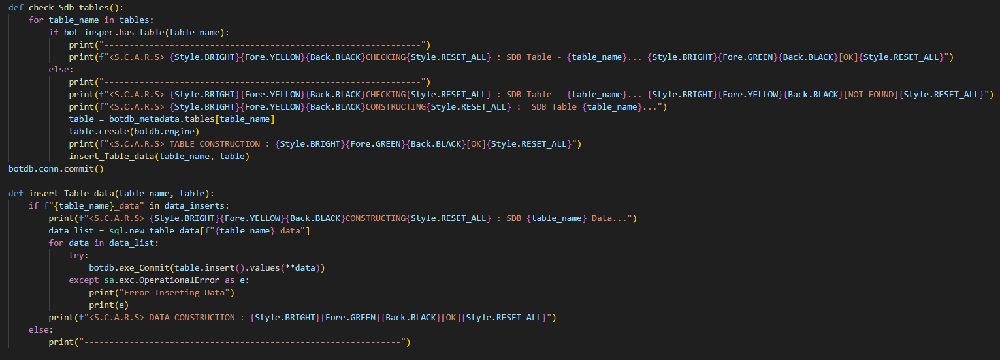 def check_Sdb_tables():
    for table_name in tables:
        if bot_inspec.has_table(table_name):
            print("---------------------------------------------------------------")
            print(f"<S.C.A.R.S> {Style.BRIGHT}{Fore.YELLOW}{Back.BLACK}CHECKING{Style.RESET_ALL} : SDB Table - {table_name}... {Style.BRIGHT}{Fore.GREEN}{Back.BLACK}[OK]{Style.RESET_ALL}")
        else:
            print("---------------------------------------------------------------")
            print(f"<S.C.A.R.S> {Style.BRIGHT}{Fore.YELLOW}{Back.BLACK}CHECKING{Style.RESET_ALL} : SDB Table - {table_name}... {Style.BRIGHT}{Fore.YELLOW}{Back.BLACK}[NOT FOUND]{Style.RESET_ALL}")
            print(f"<S.C.A.R.S> {Style.BRIGHT}{Fore.YELLOW}{Back.BLACK}CONSTRUCTING{Style.RESET_ALL} :  SDB Table {table_name}...")
            table = botdb_metadata.tables[table_name]
            table.create(botdb.engine)
            print(f"<S.C.A.R.S> TABLE CONSTRUCTION : {Style.BRIGHT}{Fore.GREEN}{Back.BLACK}[OK]{Style.RESET_ALL}")
            insert_Table_data(table_name, table)
botdb.conn.commit()

def insert_Table_data(table_name, table):
    if f"{table_name}_data" in data_inserts:
        print(f"<S.C.A.R.S> {Style.BRIGHT}{Fore.YELLOW}{Back.BLACK}CONSTRUCTING{Style.RESET_ALL} : SDB {table_name} Data...")
        data_list = sql.new_table_data[f"{table_name}_data"]
        for data in data_list:
            try:
                botdb.exe_Commit(table.insert().values(**data))
            except sa.exc.OperationalError as e:
                print("Error Inserting Data")
                print(e)
        print(f"<S.C.A.R.S> DATA CONSTRUCTION : {Style.BRIGHT}{Fore.GREEN}{Back.BLACK}[OK]{Style.RESET_ALL}")
    else:
        print("---------------------------------------------------------------")